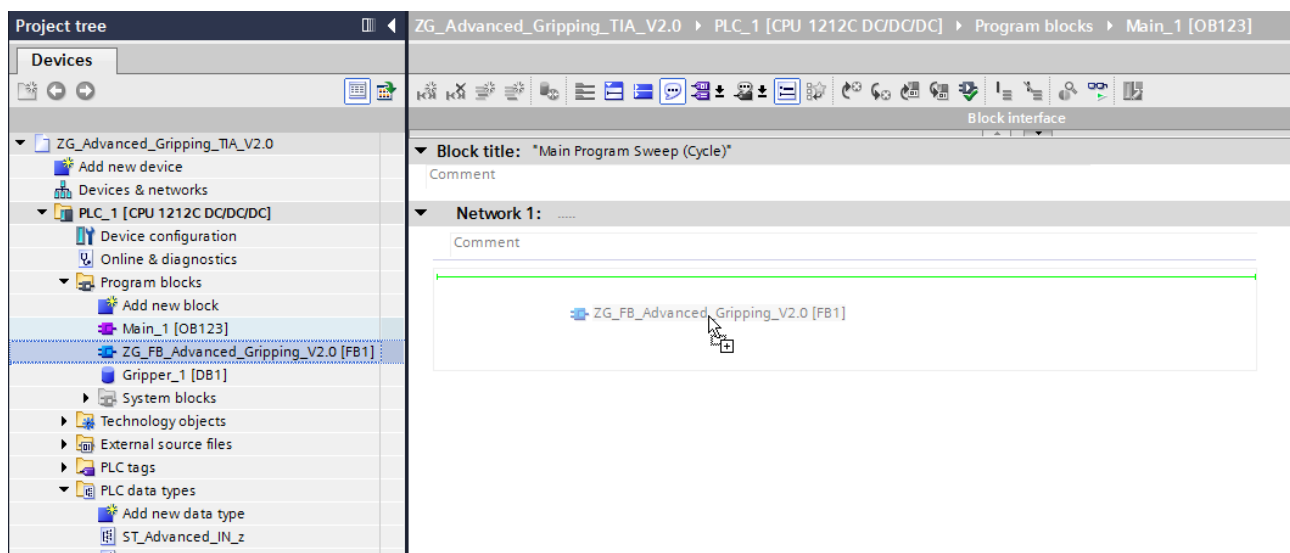 Project tree
ZG_Advanced_Gripping_TIA_V2.0 PLC_1 [CPU 1212C DC/DC/DC] Program blocks Main_1 [OB123]
Devices
Block interface
ZG_Advanced_Gripping_TIA_V2.0
Add new device
Devices & networks
PLC_1 [CPU 1212C DC/DC/DC]
Device configuration
Online & diagnostics
Program blocks
Add new block
Main_1 [OB123]
ZG_FB_Advanced_Gripping_V2.0 [FB1]
Gripper_1 [DB1]
System blocks
Technology objects
External source files
PLC tags
PLC data types
Add new data type
ST_Advanced_IN_z
Block title: "Main Program Sweep (Cycle)"
Comment
Network 1: .....
Comment
ZG_FB_Advanced_Gripping_V2.0 [FB1]